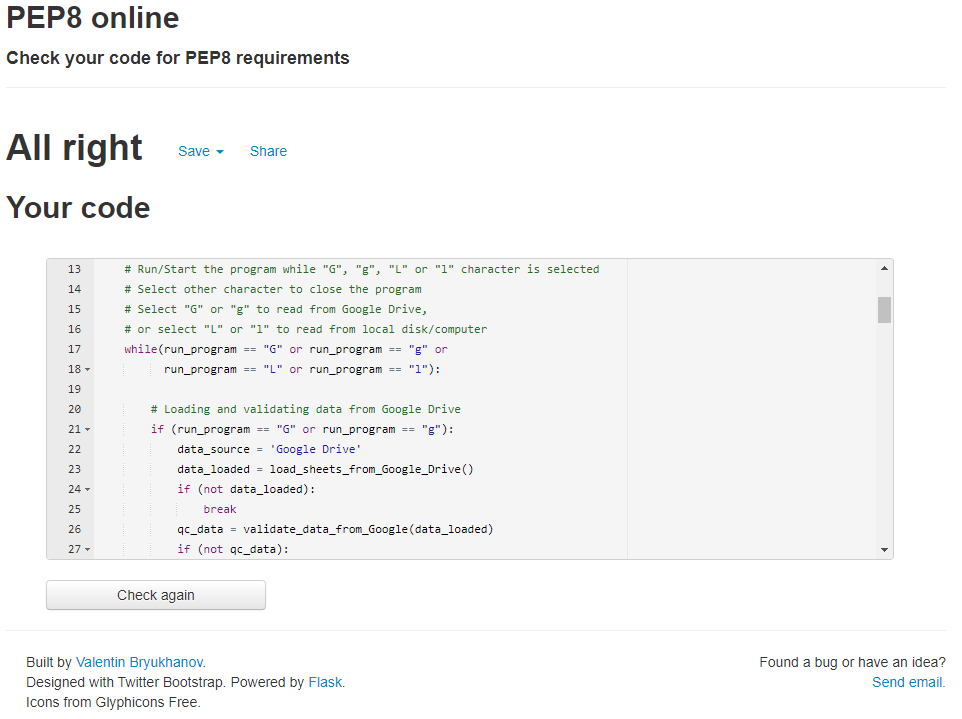 PEP8 online
Check your code for PEP8 requirements
All right Save Share
Your code
13 # Run/Start the program while "G", "g", "L" or "l" character is selected
14 # Select other character to close the program
15 # Select "G" or "g" to read from Google Drive,
16 # or select "L" or "l" to read from local disk/computer
17 while(run_program == "G" or run_program == "g" or
18 run_program == "L" or run_program == "l"):
19
20 # Loading and validating data from Google Drive
21 if (run_program == "G" or run_program == "g"):
22 data_source = 'Google Drive'
23 data_loaded = load_sheets_from_Google_Drive()
24 if (not data_loaded):
25 break
26 qc_data = validate_data_from_Google(data_loaded)
27 if (not qc_data):
Check again
Built by Valentin Bryukhanov. Found a bug or have an idea?
Designed with Twitter Bootstrap. Powered by Flask. Send email.
Icons from Glyphicons Free.